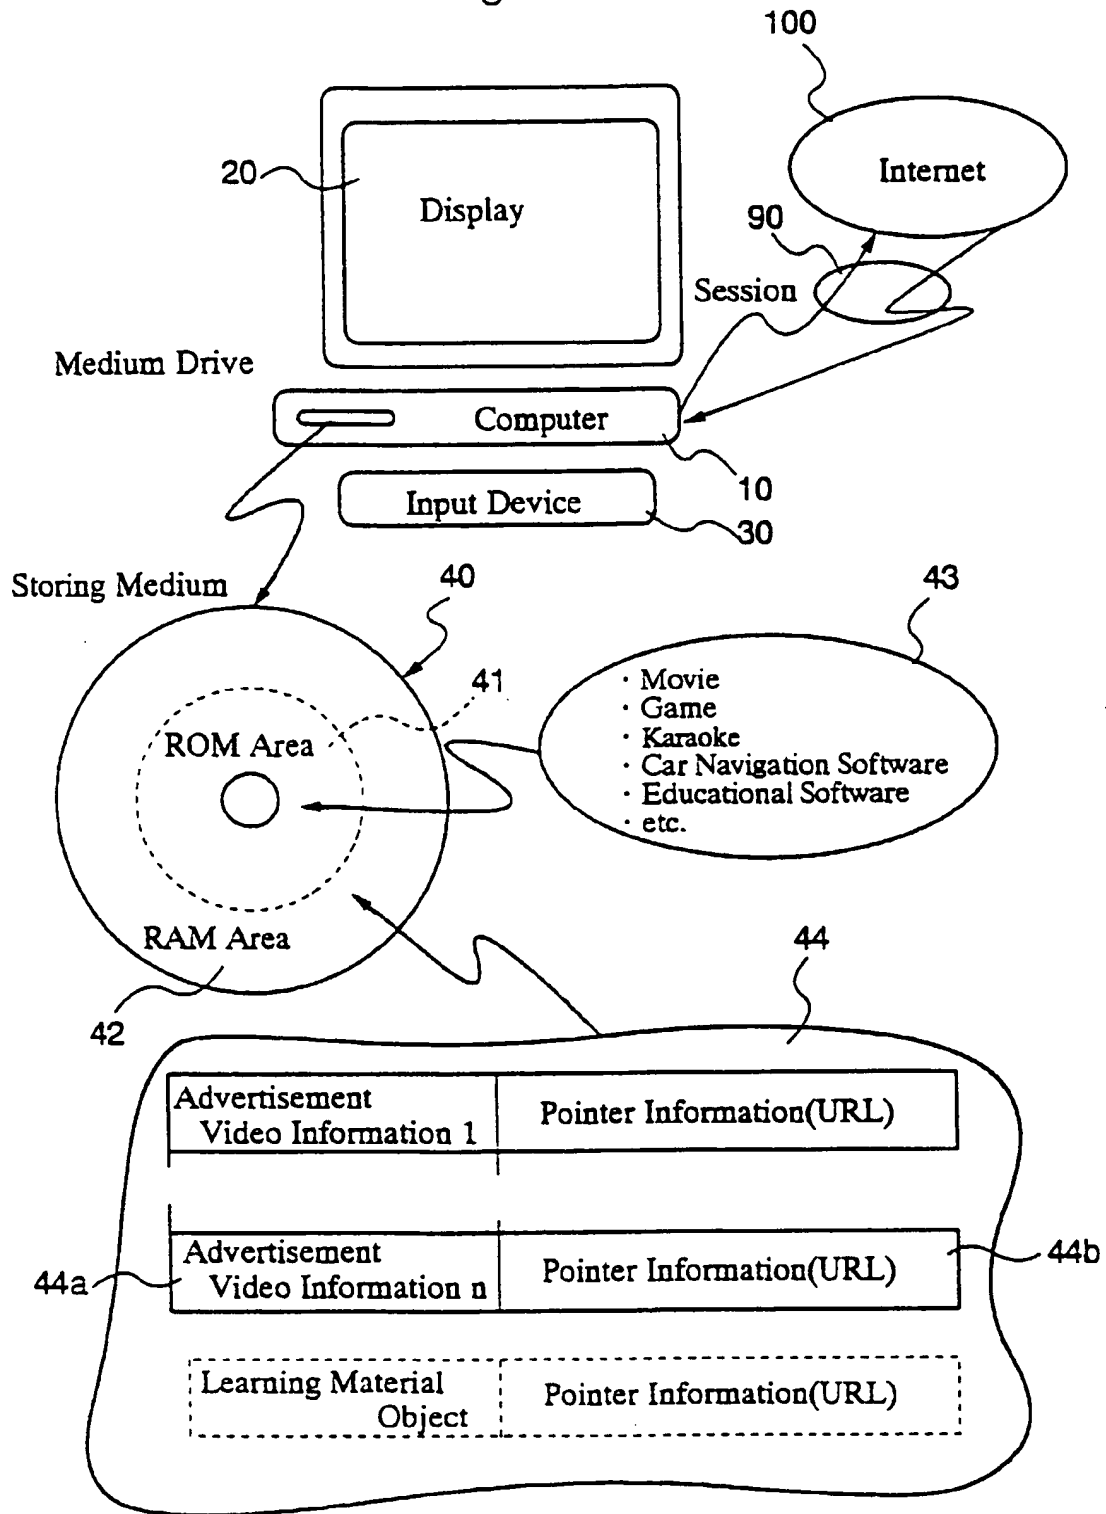 100
20
Display
Internet
90
Session
Medium Drive
Computer
10
Input Device
30
Storing Medium
40
43
41
ROM Area
· Movie
· Game
· Karaoke
· Car Navigation Software
· Educational Software
· etc.
RAM Area
42
44
Advertisement
Video Information 1
Pointer Information(URL)
Advertisement
Video Information n
Pointer Information(URL)
44a
44b
Learning Material
Object
Pointer Information(URL)